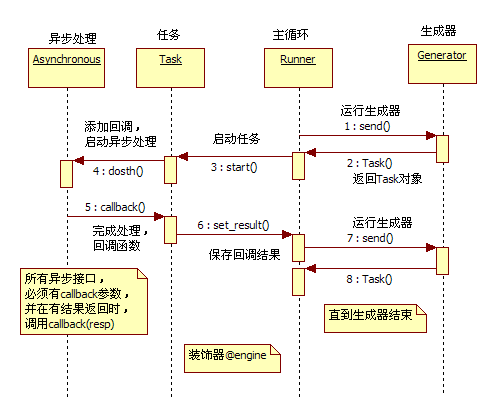 异步处理
任务
主循环
生成器
Asynchronous
Task
Runner
Generator
运行生成器
1 : send()
添加回调，
启动异步处理
启动任务
2 : Task()
3 : start()
4 : dosth()
返回Task对象
5 : callback()
6 : set_result()
运行生成器
7 : send()
完成处理，
回调函数
保存回调结果
8 : Task()
所有异步接口，
必须有callback参数，
并在有结果返回时，
调用callback(resp)
直到生成器结束
装饰器@engine